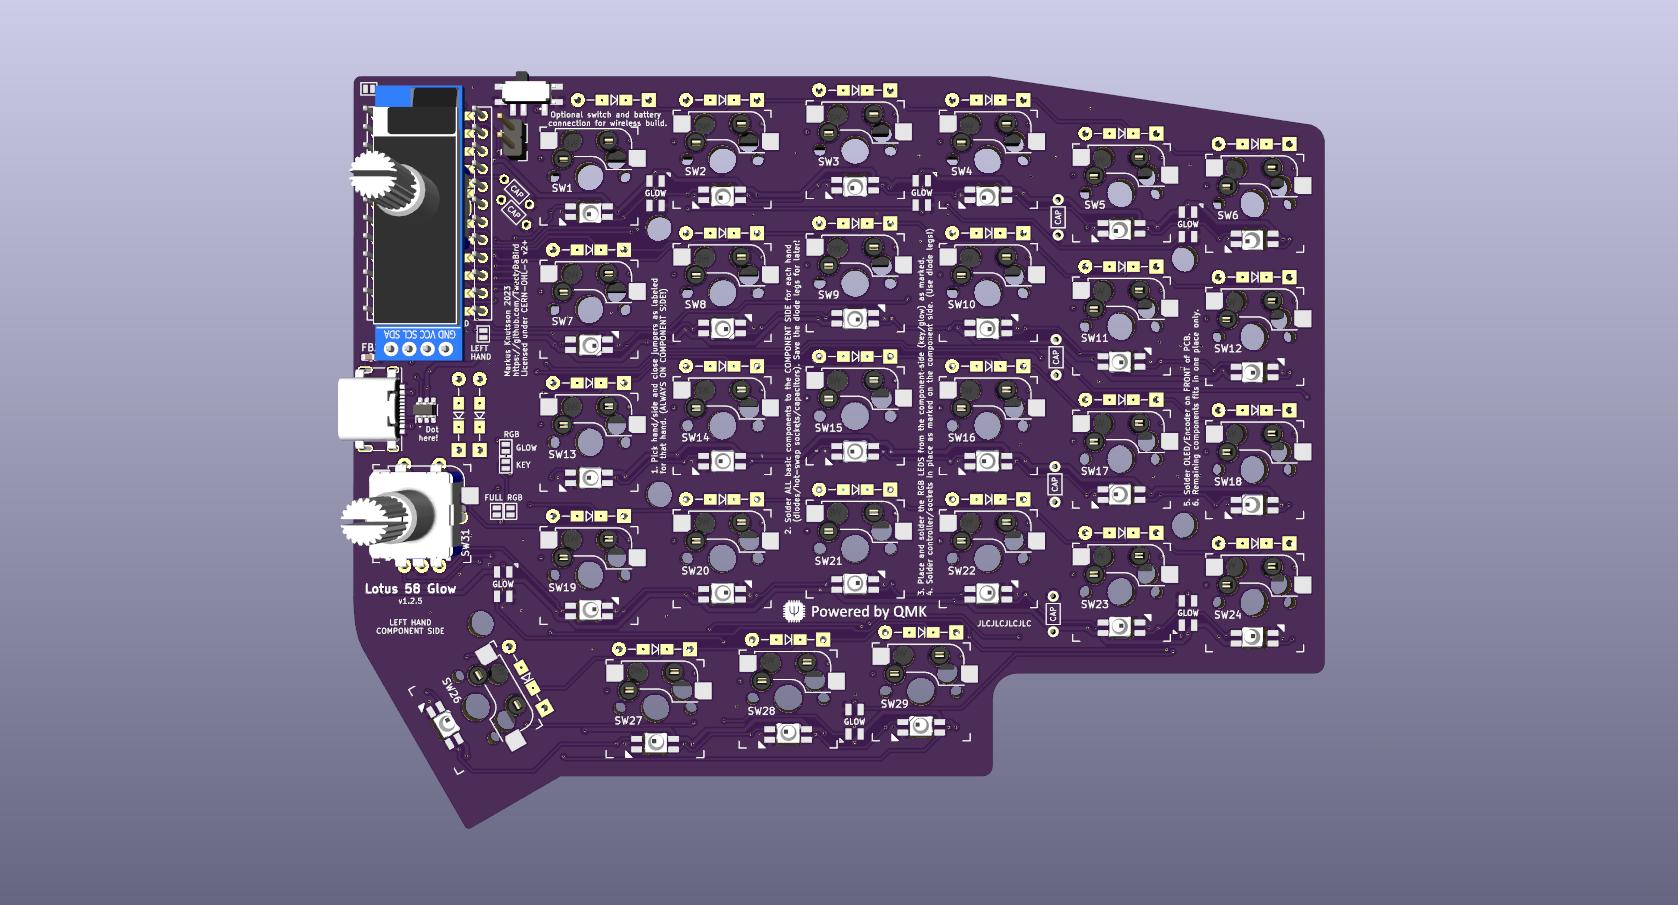 Optional switch and battery
connection for wireless build.
SW1
SW2
SW3
SW4
SW5
SW6
GLOW
GLOW
GLOW
CAP
CAP
CAP
GND VCC SCL SDA
FB
LEFT
HAND
D
Markus Knutsson 2023
https://github.com/TweetyDaBird
Licensed under CERN-OHL-S v2+
SW7
SW8
SW9
SW10
SW11
SW12
CAP
1. Pick hand/side and close jumpers as labeled
for that hand. (ALWAYS ON COMPONENT SIDE!)
2. Solder ALL basic components to the COMPONENT SIDE for each hand
(diodes/hot-swap sockets/capacitors). Save the diode legs for later!
3. Place and solder the RGB LEDS from the component side (key/glow) as marked.
4. Solder controller/sockets in place as marked on the component side. (Use diode legs!)
5. Solder OLED/Encoder on FRONT of PCB.
6. Remaining components fits in one place only.
Dot
here!
RGB
GLOW
KEY
SW13
SW14
SW15
SW16
SW17
SW18
CAP
FULL RGB
SW31
SW19
SW20
SW21
SW22
SW23
SW24
GLOW
GLOW
CAP
Lotus 58 Glow
v1.2.5
Powered by QMK
JLCJLCJLCJLC
LEFT HAND
COMPONENT SIDE
SW26
SW27
SW28
SW29
GLOW